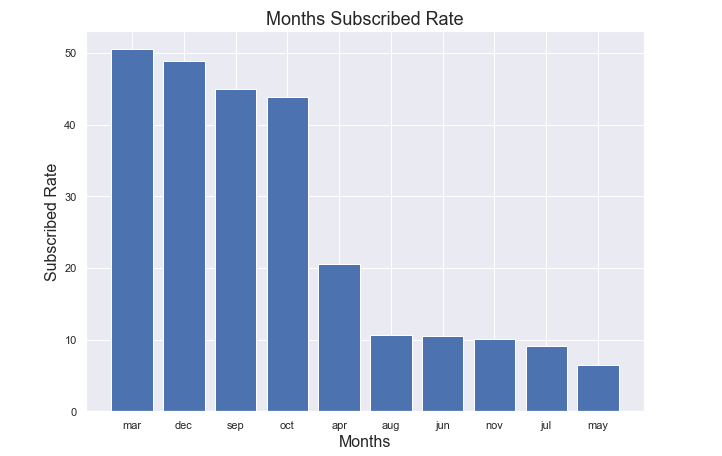 Months Subscribed Rate
50
40
30
20
10
0
Subscribed Rate
mar dec sep oct apr aug jun nov jul may
Months